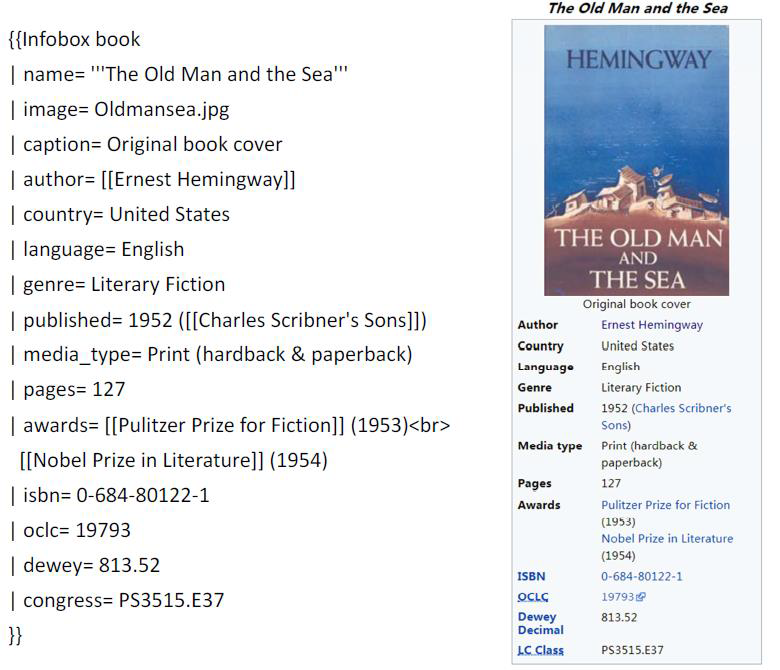 {{Infobox book
| name= '''The Old Man and the Sea'''
| image= Oldmansea.jpg
| caption= Original book cover
| author= [[Ernest Hemingway]]
| country= United States
| language= English
| genre= Literary Fiction
| published= 1952 ([[Charles Scribner's Sons]])
| media_type= Print (hardback & paperback)
| pages= 127
| awards= [[Pulitzer Prize for Fiction]] (1953)<br>
[[Nobel Prize in Literature]] (1954)
| isbn= 0-684-80122-1
| oclc= 19793
| dewey= 813.52
| congress= PS3515.E37
}}
The Old Man and the Sea
HEMINGWAY
THE OLD MAN
AND
THE SEA
Original book cover
Author Ernest Hemingway
Country United States
Language English
Genre Literary Fiction
Published 1952 (Charles Scribner's
Sons)
Media type Print (hardback &
paperback)
Pages 127
Awards Pulitzer Prize for Fiction
(1953)
Nobel Prize in Literature
(1954)
ISBN 0-684-80122-1
OCLC 19793
Dewey 813.52
Decimal
LC Class PS3515.E37